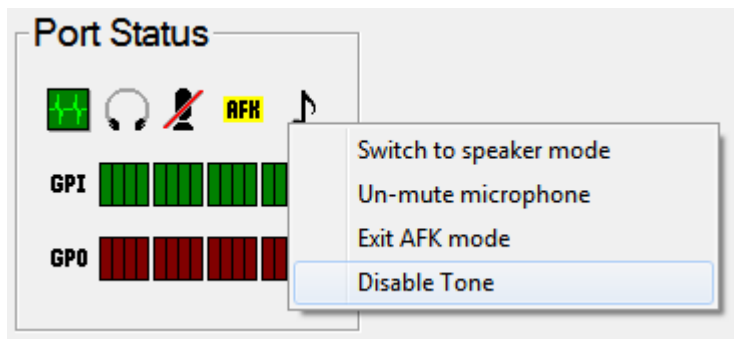 Port Status
AFK
Switch to speaker mode
GPI
Un-mute microphone
Exit AFK mode
GPO
Disable Tone